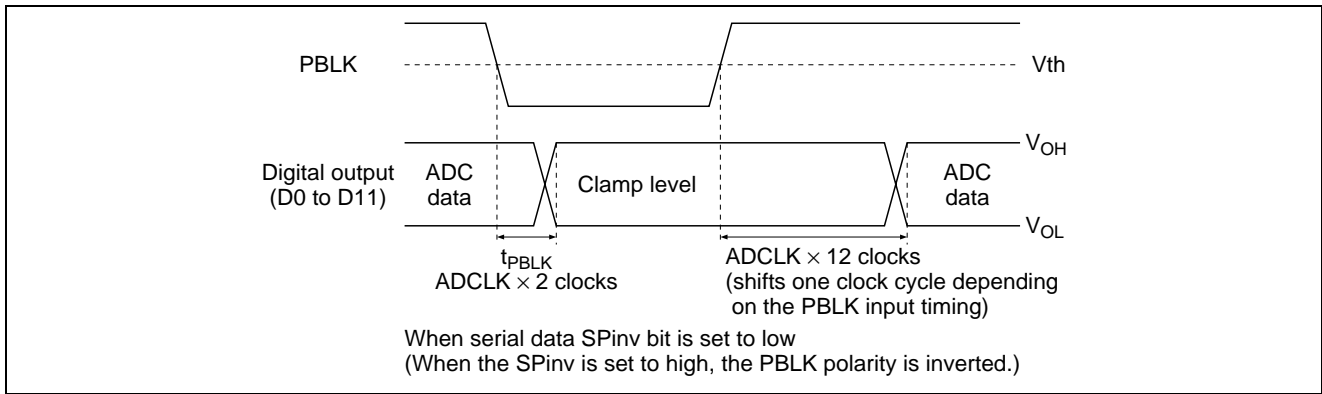 PBLK
Vth
Digital output
(D0 to D11)
ADC
data
Clamp level
ADC
data
VOH
VOL
tPBLK
ADCLK × 2 clocks
ADCLK × 12 clocks
(shifts one clock cycle depending
on the PBLK input timing)
When serial data SPinv bit is set to low
(When the SPinv is set to high, the PBLK polarity is inverted.)